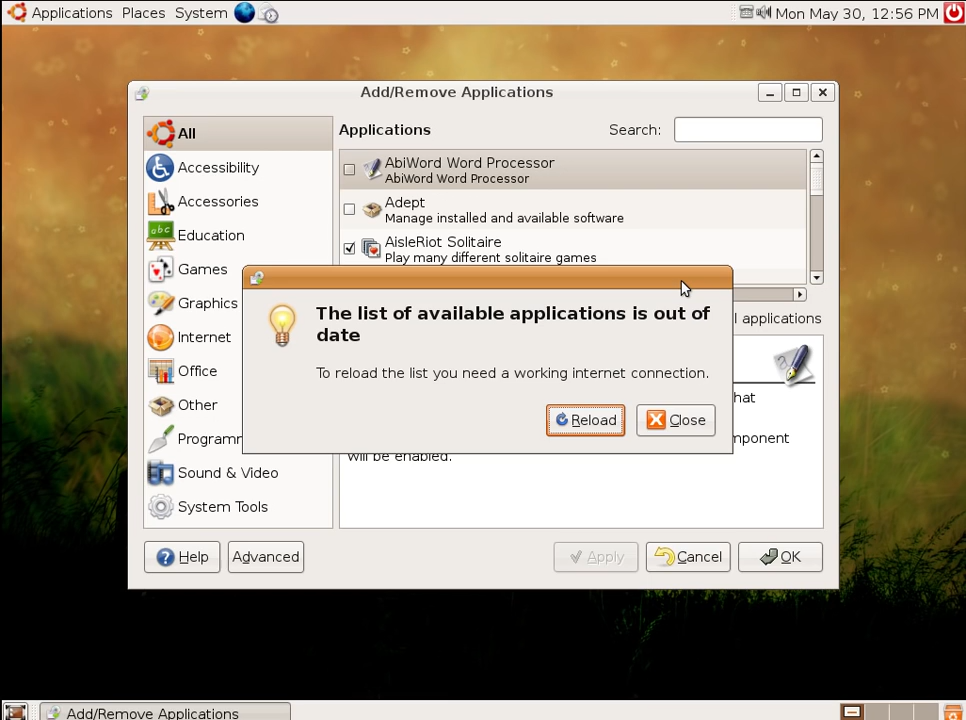 Applications Places System
Mon May 30, 12:56 PM
Add/Remove Applications
All
Accessibility
Accessories
abc
Education
Games
Graphics
Internet
Office
Other
Programm
Sound & Video
System Tools
Applications
Search:
AbiWord Word Processor
AbiWord Word Processor
Adept
Manage installed and available software
AisleRiot Solitaire
Play many different solitaire games
applications
The list of available applications is out of
date
To reload the list you need a working internet connection.
Reload
Close
hat
mponent
will be enabled.
Help
Advanced
Apply
Cancel
OK
Add/Remove Applications